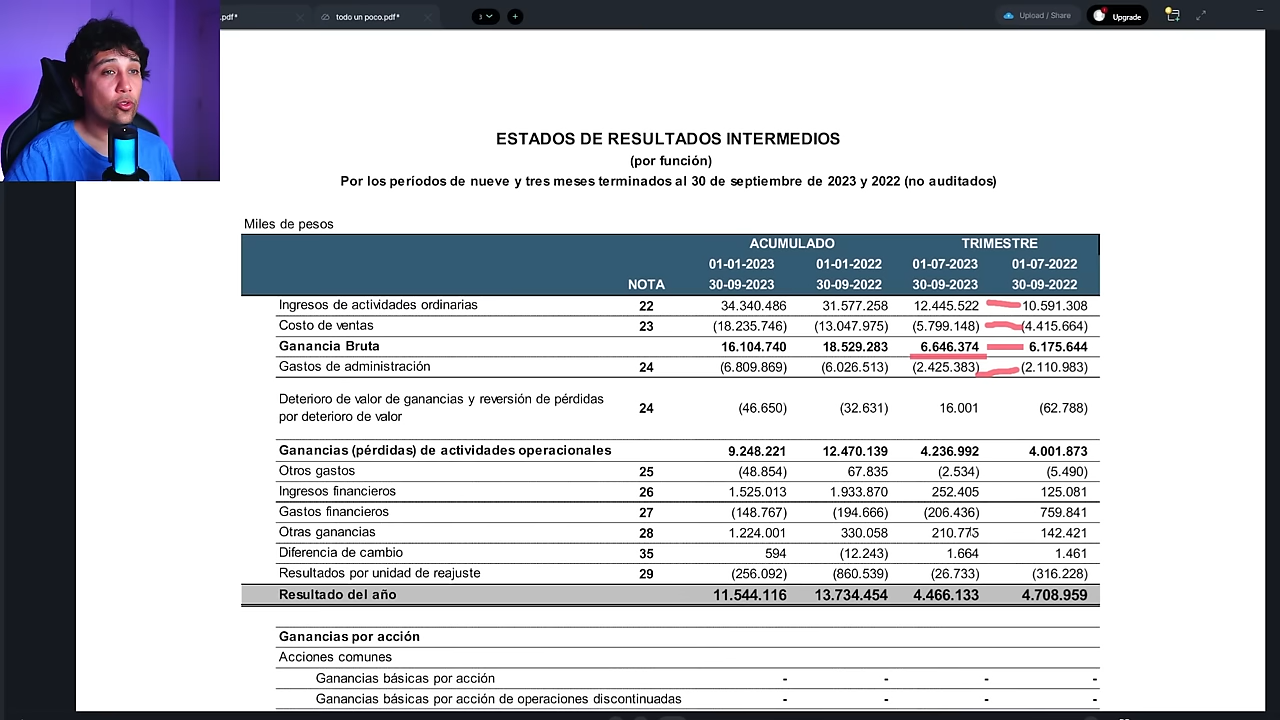 .pdf*
todo un poco.pdf*
3
Upload / Share
Upgrade
ESTADOS DE RESULTADOS INTERMEDIOS
(por función)
Por los períodos de nueve y tres meses terminados al 30 de septiembre de 2023 y 2022 (no auditados)
Miles de pesos
ACUMULADO TRIMESTRE
01-01-2023 01-01-2022 01-07-2023 01-07-2022
NOTA 30-09-2023 30-09-2022 30-09-2023 30-09-2022
Ingresos de actividades ordinarias 22 34.340.486 31.577.258 12.445.522 10.591.308
Costo de ventas 23 (18.235.746) (13.047.975) (5.799.148) (4.415.664)
Ganancia Bruta 16.104.740 18.529.283 6.646.374 6.175.644
Gastos de administración 24 (6.809.869) (6.026.513) (2.425.383) (2.110.983)
Deterioro de valor de ganancias y reversión de pérdidas
por deterioro de valor 24 (46.650) (32.631) 16.001 (62.788)
Ganancias (pérdidas) de actividades operacionales 9.248.221 12.470.139 4.236.992 4.001.873
Otros gastos 25 (48.854) 67.835 (2.534) (5.490)
Ingresos financieros 26 1.525.013 1.933.870 252.405 125.081
Gastos financieros 27 (148.767) (194.666) (206.436) 759.841
Otras ganancias 28 1.224.001 330.058 210.775 142.421
Diferencia de cambio 35 594 (12.243) 1.664 1.461
Resultados por unidad de reajuste 29 (256.092) (860.539) (26.733) (316.228)
Resultado del año 11.544.116 13.734.454 4.466.133 4.708.959
Ganancias por acción
Acciones comunes
Ganancias básicas por acción - - - -
Ganancias básicas por acción de operaciones discontinuadas - - - -